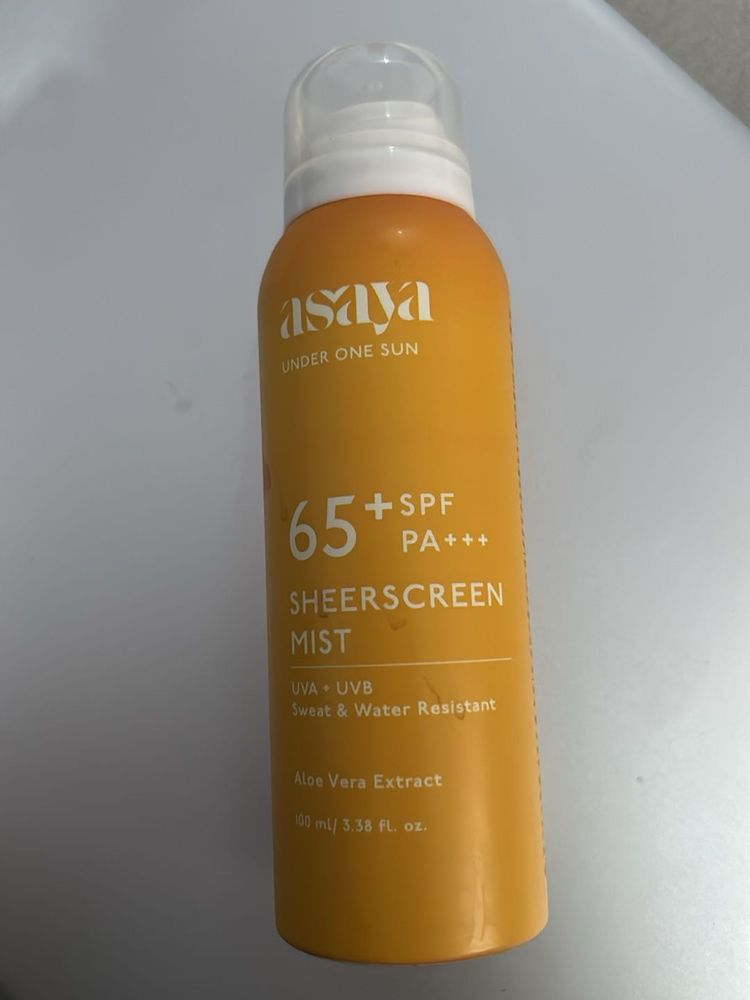 asaya
UNDER ONE SUN
65+ SPF
PA+++
SHEERSCREEN
MIST
UVA + UVB
Sweat & Water Resistant
Aloe Vera Extract
100 ml/ 3.38 fl. oz.